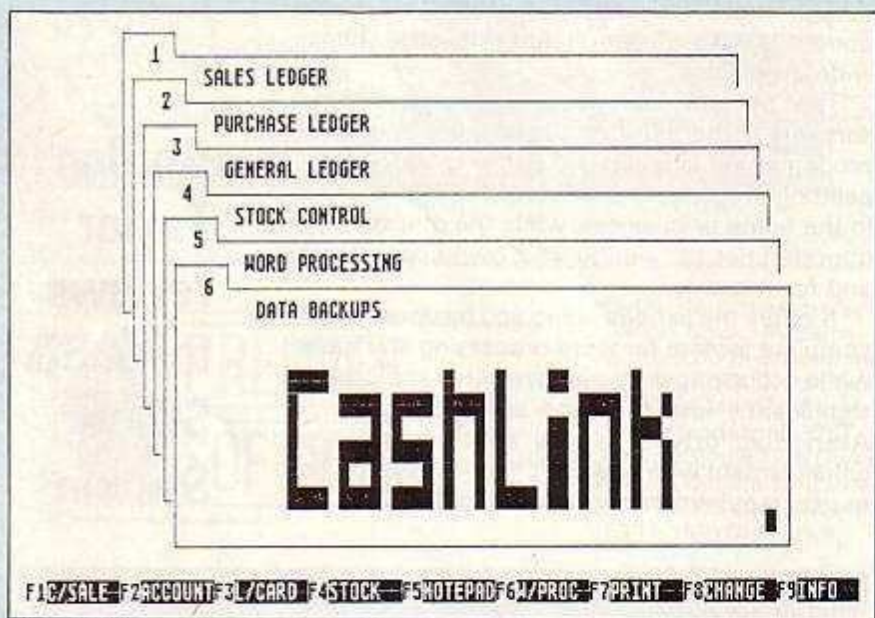 1
SALES LEDGER
2
PURCHASE LEDGER
3
GENERAL LEDGER
4
STOCK CONTROL
5
WORD PROCESSING
6
DATA BACKUPS
CashLink
F1C/SALE F2ACCOUNT F3L/CARD F4STOCK F5NOTEPAD F6W/PROC F7PRINT F8CHANGE F9INFO